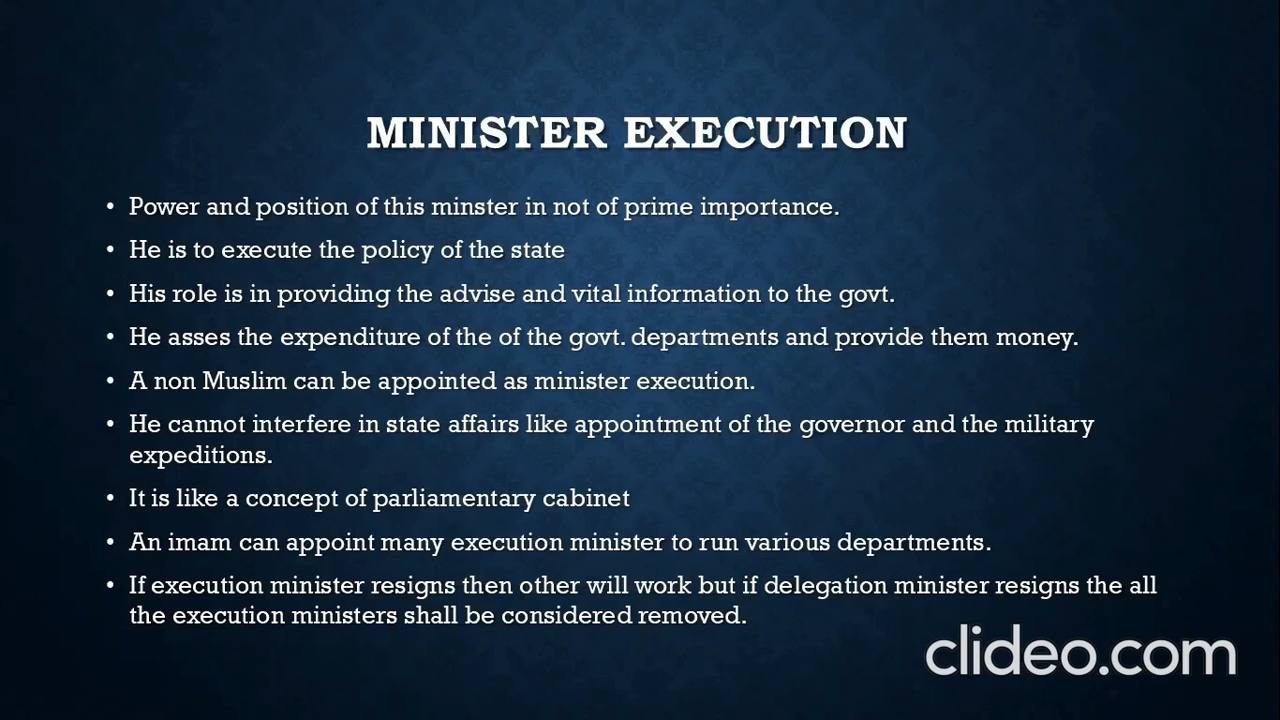 MINISTER EXECUTION
• Power and position of this minster in not of prime importance.
• He is to execute the policy of the state
• His role is in providing the advise and vital information to the govt.
• He asses the expenditure of the of the govt. departments and provide them money.
• A non Muslim can be appointed as minister execution.
• He cannot interfere in state affairs like appointment of the governor and the military
expeditions.
• It is like a concept of parliamentary cabinet
• An imam can appoint many execution minister to run various departments.
• If execution minister resigns then other will work but if delegation minister resigns the all
the execution ministers shall be considered removed.
clideo.com